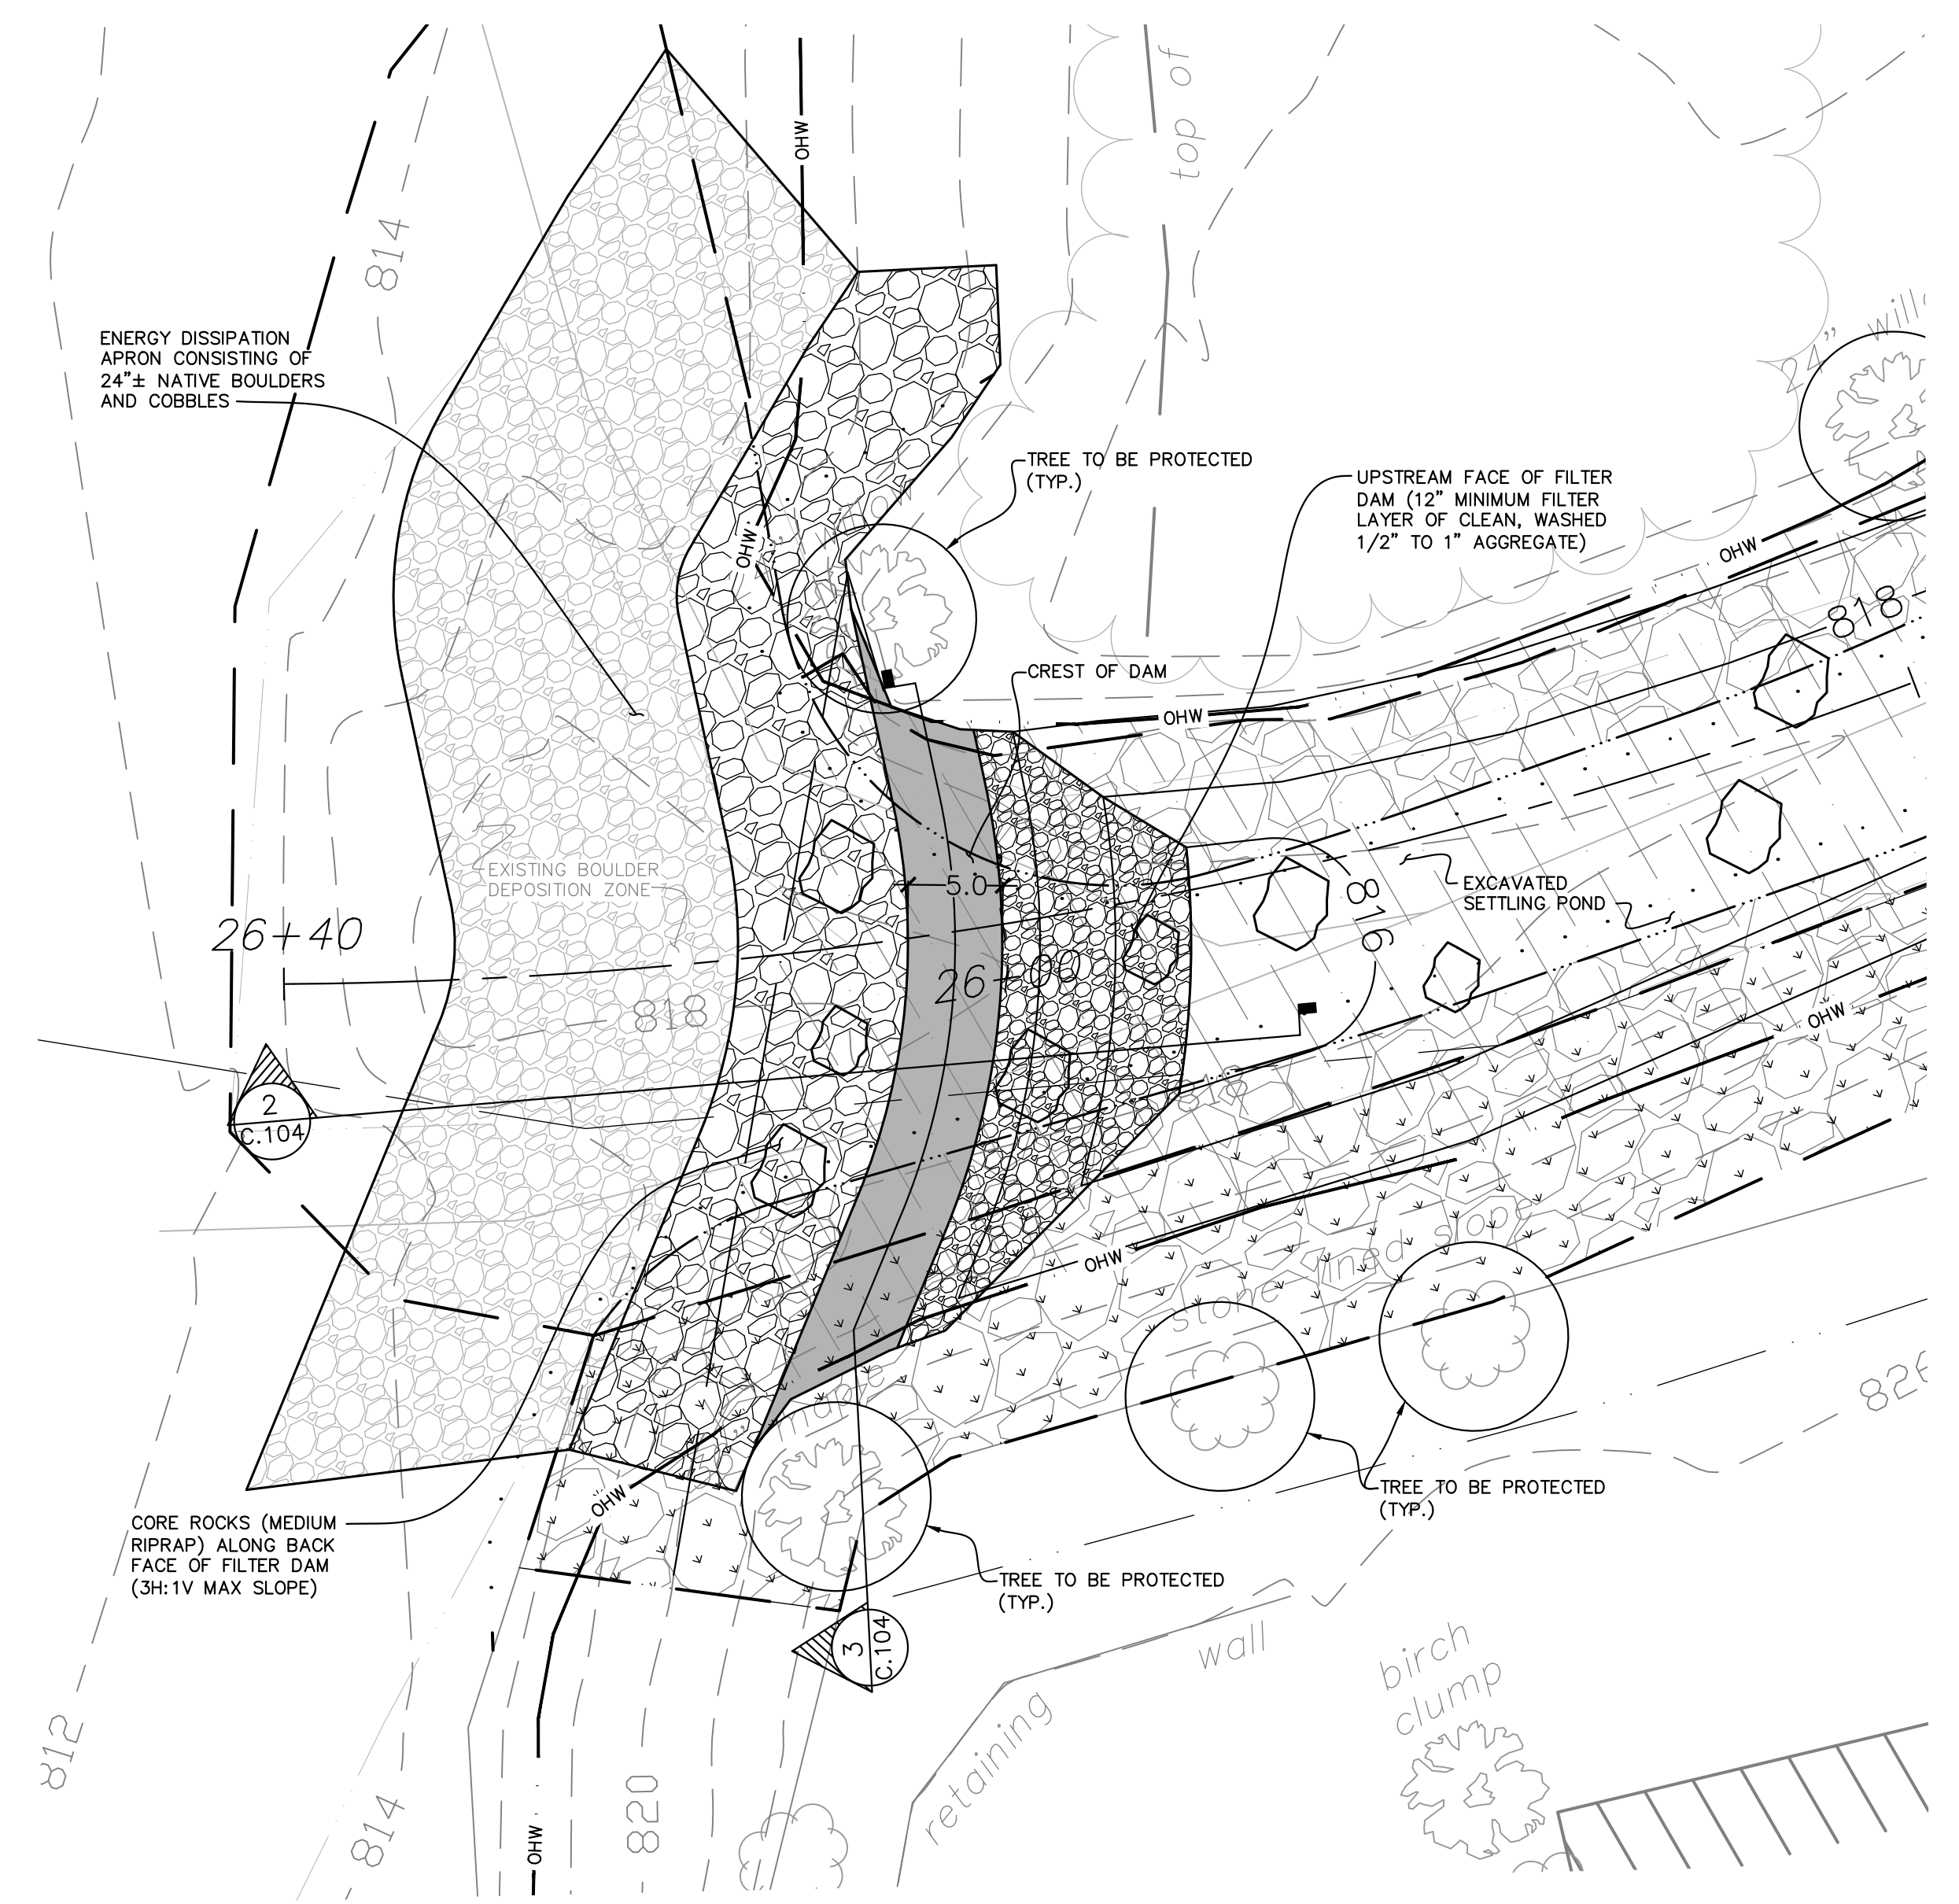 OHW
top of
814
24" willo
ENERGY DISSIPATION
APRON CONSISTING OF
24"± NATIVE BOULDERS
AND COBBLES
TREE TO BE PROTECTED
(TYP.)
UPSTREAM FACE OF FILTER
DAM (12" MINIMUM FILTER
LAYER OF CLEAN, WASHED
1/2" TO 1" AGGREGATE)
OHW
OHW
818
CREST OF DAM
OHW
EXISTING BOULDER
DEPOSITION ZONE
5.0
EXCAVATED
SETTLING POND
816
26+40
26+00
818
OHW
2
C.104
818
OHW
stone lined slope
maple
826
OHW
TREE TO BE PROTECTED
(TYP.)
CORE ROCKS (MEDIUM
RIPRAP) ALONG BACK
FACE OF FILTER DAM
(3H:1V MAX SLOPE)
TREE TO BE PROTECTED
(TYP.)
3
C.104
wall
birch
clump
retaining
812
814
820
OHW